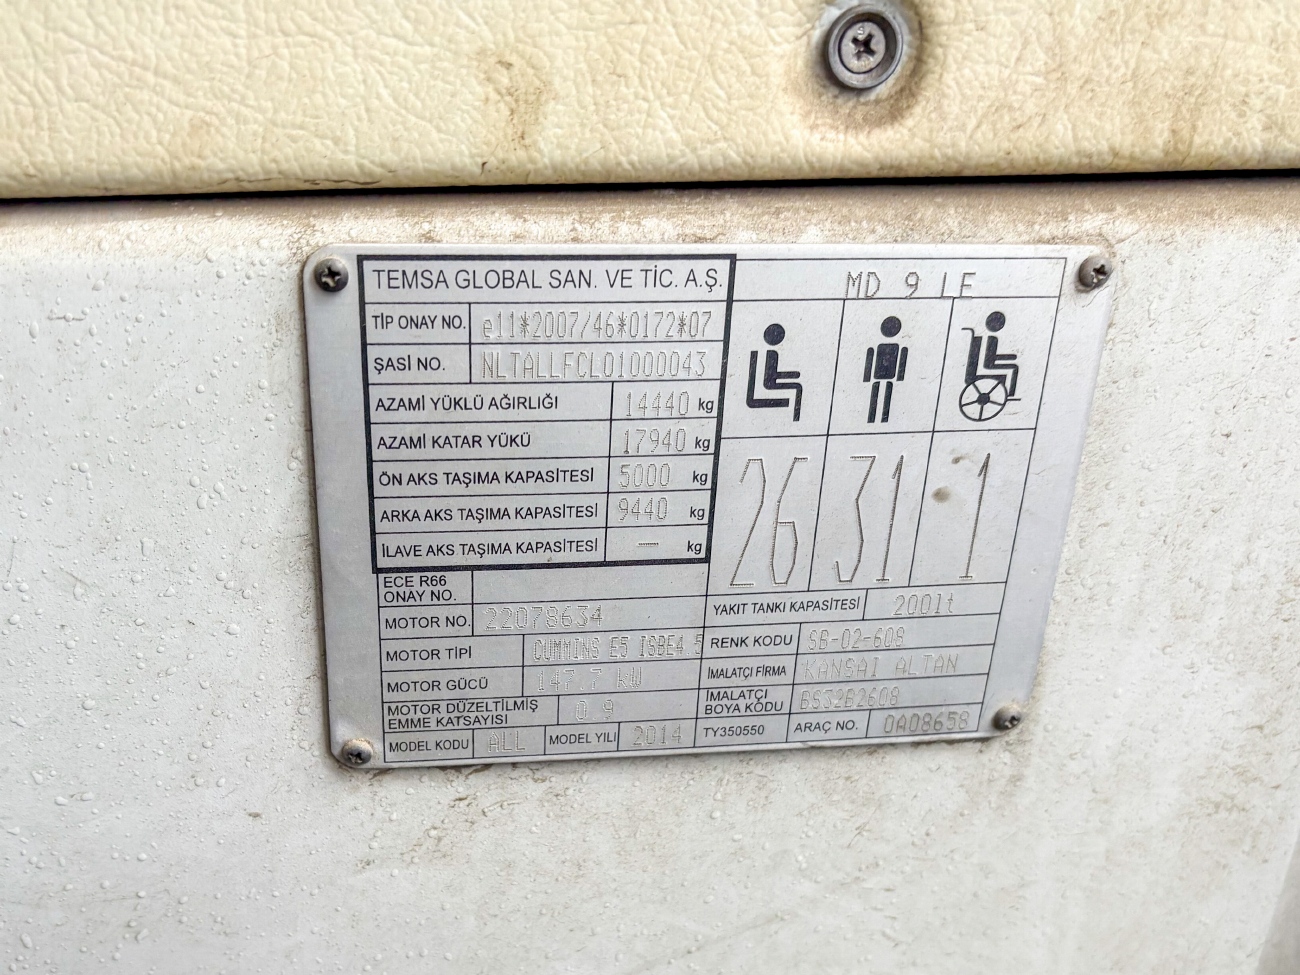 TEMSA GLOBAL SAN. VE TİC. A.Ş.
TİP ONAY NO. e11*2007/46*0172*07
ŞASİ NO. NLTALLFCL01000043
AZAMİ YÜKLÜ AĞIRLIĞI 14440 kg
AZAMİ KATAR YÜKÜ 17940 kg
ÖN AKS TAŞIMA KAPASİTESİ 5000 kg
ARKA AKS TAŞIMA KAPASİTESİ 9440 kg
İLAVE AKS TAŞIMA KAPASİTESİ — kg
ECE R66
ONAY NO.
MOTOR NO. 22078634
MOTOR TİPİ CUMMINS E5 ISBE4.5
MOTOR GÜCÜ 147.7 kW
MOTOR DÜZELTİLMİŞ
EMME KATSAYISI 0.9
MODEL KODU ALL MODEL YILI 2014
MD 9 LE
26 31 1
YAKIT TANKI KAPASİTESİ 200lt
RENK KODU SB-02-608
İMALATÇI FİRMA KANSAI ALTAN
İMALATÇI
BOYA KODU BS32B2608
TY350550 ARAÇ NO. 0A08658